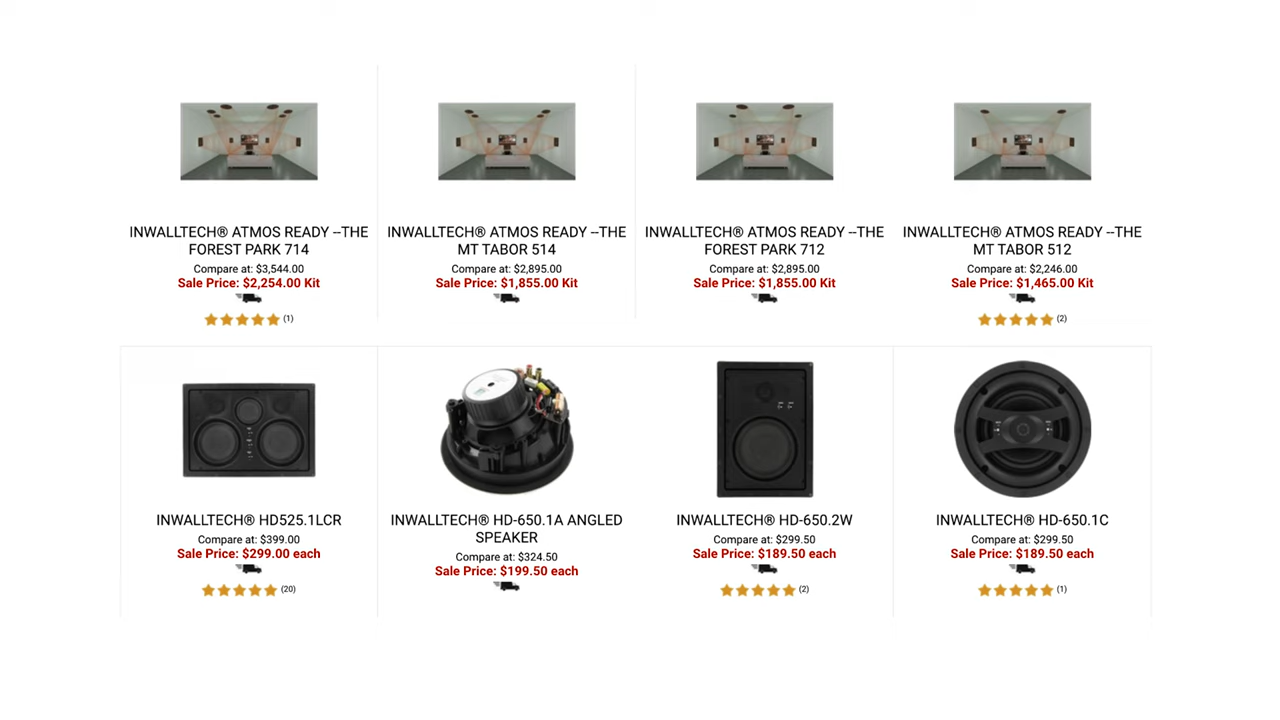 INWALLTECH® ATMOS READY --THE
FOREST PARK 714
Compare at: $3,544.00
Sale Price: $2,254.00 Kit
(1)
INWALLTECH® ATMOS READY --THE
MT TABOR 514
Compare at: $2,895.00
Sale Price: $1,855.00 Kit
INWALLTECH® ATMOS READY --THE
FOREST PARK 712
Compare at: $2,895.00
Sale Price: $1,855.00 Kit
INWALLTECH® ATMOS READY --THE
MT TABOR 512
Compare at: $2,246.00
Sale Price: $1,465.00 Kit
(2)
INWALLTECH® HD525.1LCR
Compare at: $399.00
Sale Price: $299.00 each
(20)
INWALLTECH® HD-650.1A ANGLED
SPEAKER
Compare at: $324.50
Sale Price: $199.50 each
INWALLTECH® HD-650.2W
Compare at: $299.50
Sale Price: $189.50 each
(2)
INWALLTECH® HD-650.1C
Compare at: $299.50
Sale Price: $189.50 each
(1)